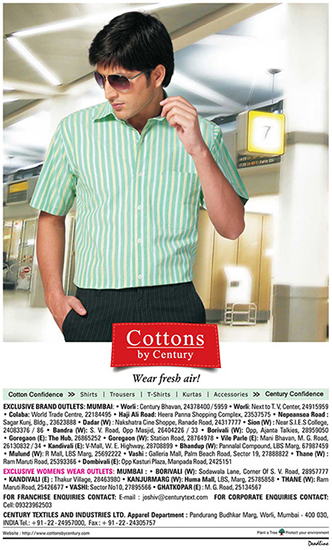 7
Cottons
by Century
Wear fresh air!
Cotton Confidence >> Shirts | Trousers | T-Shirts | Kurtas | Accessories >> Century Confidence
EXCLUSIVE BRAND OUTLETS: MUMBAI: • Worli : Century Bhavan, 24378400 / 5959 • Worli: Next to T. V. Center, 24915959
• Colaba: World Trade Centre, 22184495 • Haji Ali Road: Heera Panna Shopping Complex, 23537575 • Nepeansea Road :
Sagar Kunj, Bldg., 23623888 • Dadar (W) : Nakshatra Cine Shoppe, Ranade Road, 24317777 • Sion (W) : Near S.I.E.S College,
24083376 / 86 • Bandra (W): S. V. Road, Opp Masjid, 26404226 / 33 • Borivali (W): Opp, Ajanta Talkies, 28959500
• Goregaon (E): The Hub, 26865252 • Goregaon (W): Station Road, 28764978 • Vile Parle (E): Mani Bhavan, M. G. Road,
26130832 / 34 • Kandivali (E): V-Mall, W. E. Highway, 28708899 • Bhandup (W): Pannalal Compound, LBS Marg, 67987459
• Mulund (W): R Mall, LBS Marg, 25692222 • Vashi : Galleria Mall, Palm Beach Road, Sector 19, 27888822 • Thane (W) :
Ram Maruti Road, 25393366 • Dombivali (E): Opp Kasturi Plaza, Manpada Road, 2425151
EXCLUSIVE WOMENS WEAR OUTLETS: MUMBAI : • BORIVALI (W): Sodawala Lane, Corner Of S. V. Road, 28957777
• KANDIVALI (E) : Thakur Village, 28463980 • KANJURMARG (W): Huma Mall, LBS, Marg, 25785858 • THANE (W): Ram
Maruti Road, 25426677 • VASHI: Sector No10, 27895566 • GHATKOPAR (E) : M. G. Road, 25134567
FOR FRANCHISE ENQUIRIES CONTACT: E-mail : joshiv@centurytext.com FOR CORPORATE ENQUIRIES CONTACT:
Cell: 09323962503
CENTURY TEXTILES AND INDUSTRIES LTD. Apparel Department : Pandurang Budhkar Marg, Worli, Mumbai - 400 030,
INDIA Tel.: + 91 - 22 - 24957000, Fax : + 91 - 22 - 24305757
Website : http://www.cottonsbycentury.com Plant a Tree Protect your environment
Deadline